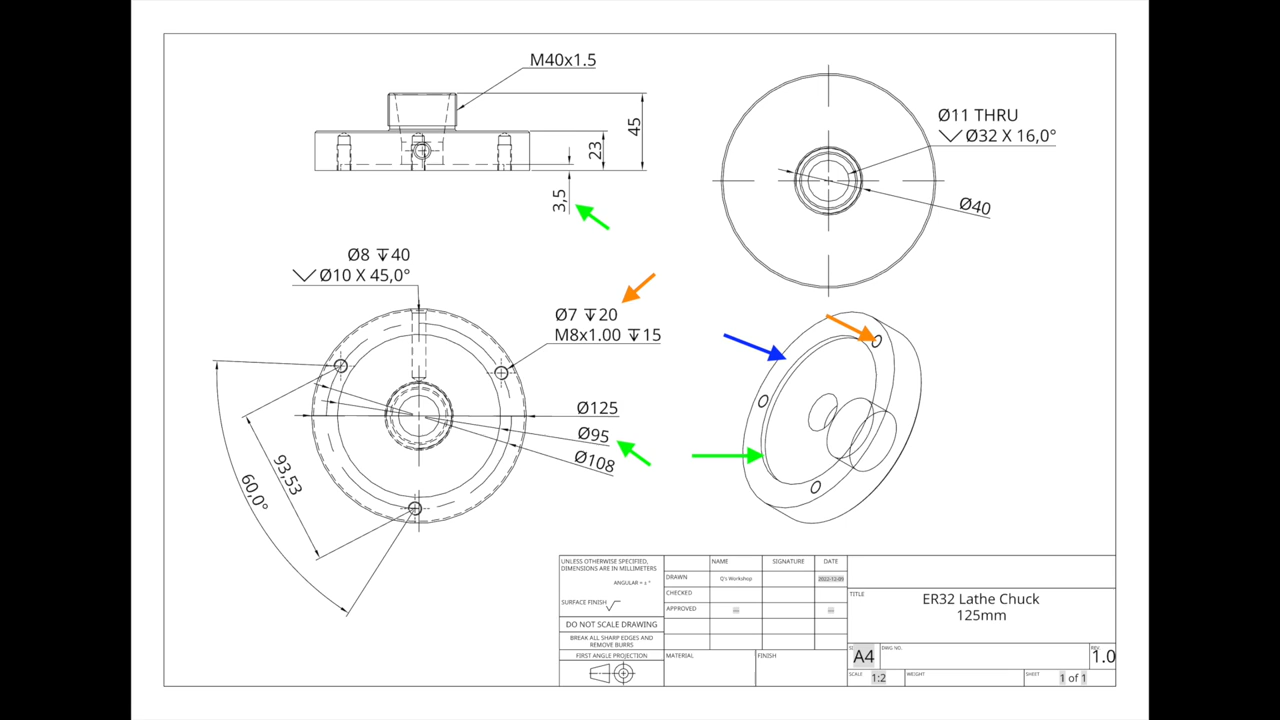 M40x1.5
45
23
3,5
Ø11 THRU
Ø32 X 16,0°
Ø40
Ø8 ↧40
Ø10 X 45,0°
Ø7 ↧20
M8x1.00 ↧15
Ø125
Ø95
Ø108
93,53
60,0°
UNLESS OTHERWISE SPECIFIED,
DIMENSIONS ARE IN MILLIMETERS
ANGULAR = ± °
SURFACE FINISH
DO NOT SCALE DRAWING
BREAK ALL SHARP EDGES AND
REMOVE BURRS
FIRST ANGLE PROJECTION
NAME SIGNATURE DATE
DRAWN Q's Workshop 2022-12-09
CHECKED
APPROVED
MATERIAL FINISH
TITLE
ER32 Lathe Chuck
125mm
A4 DWG NO. REV. 1.0
SCALE 1:2 WEIGHT SHEET 1 of 1